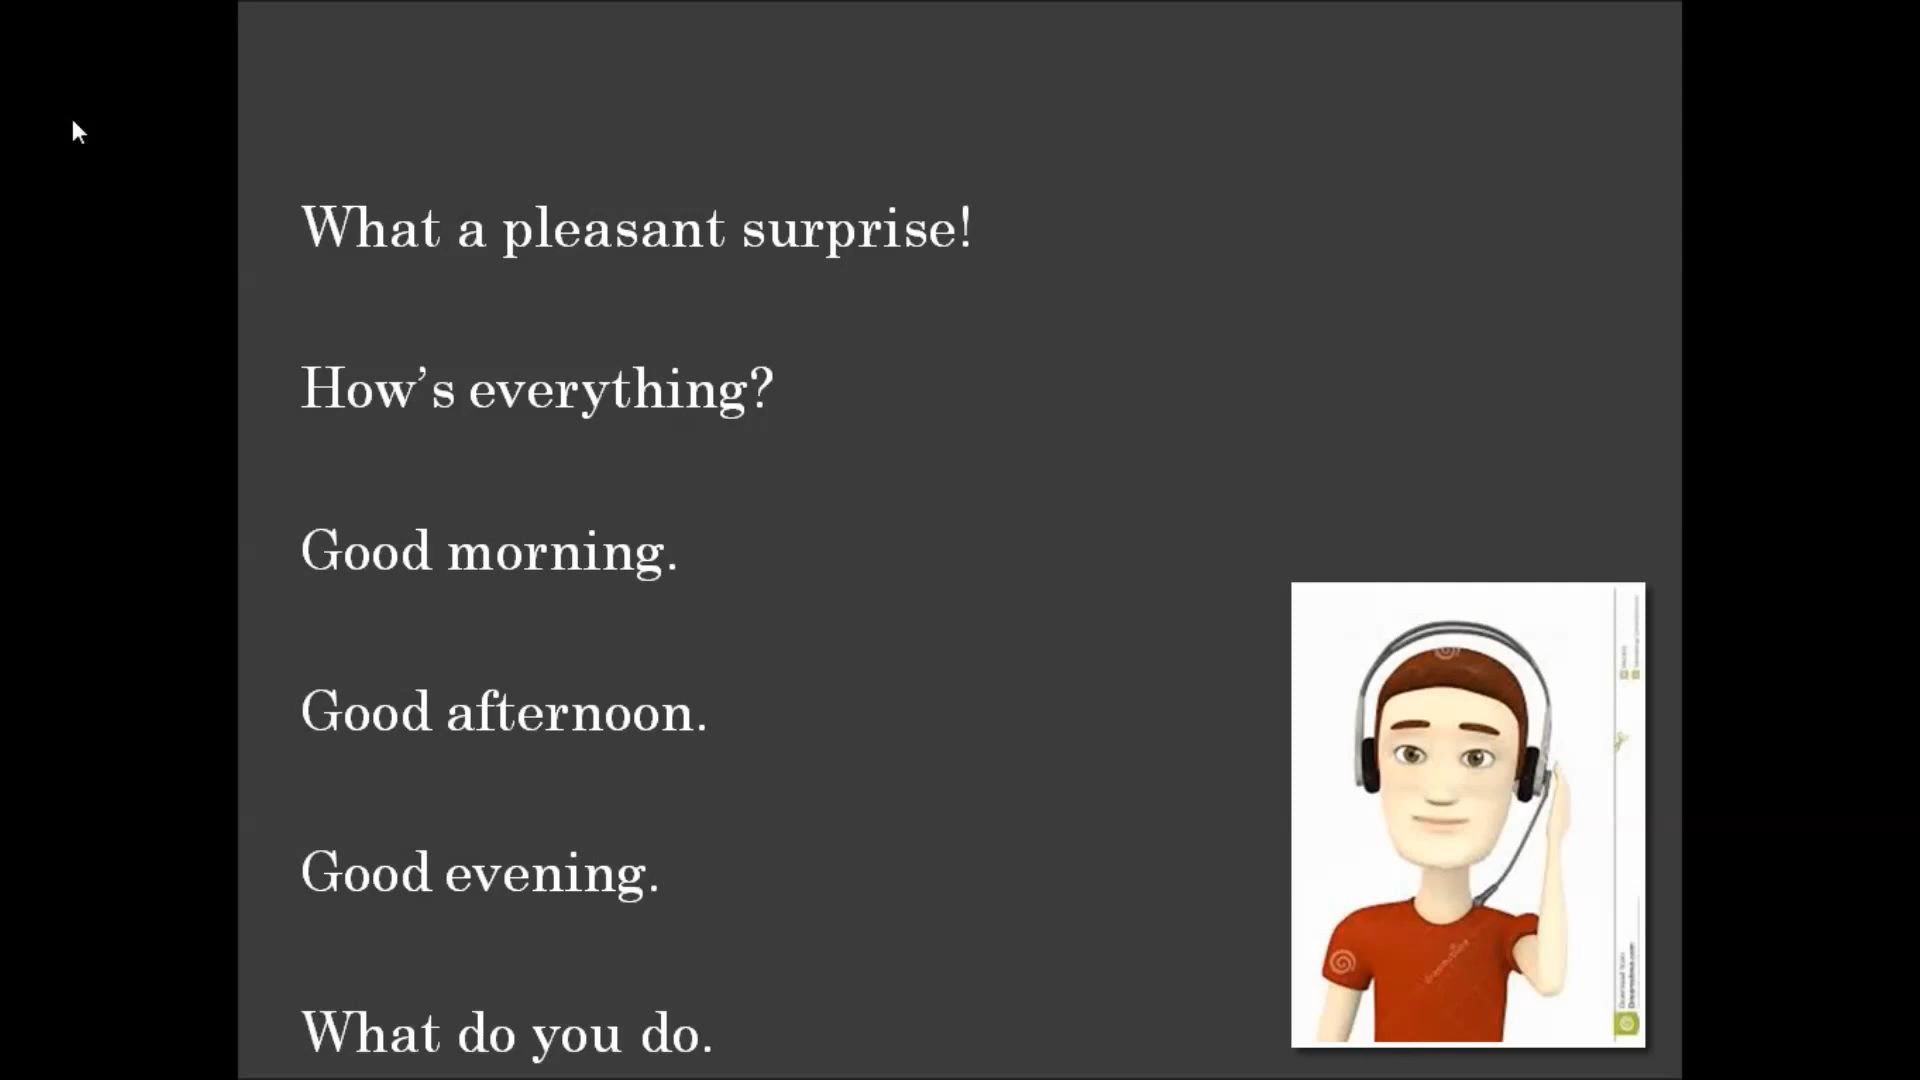 What a pleasant surprise!
How’s everything?
Good morning.
Good afternoon.
Good evening.
What do you do.